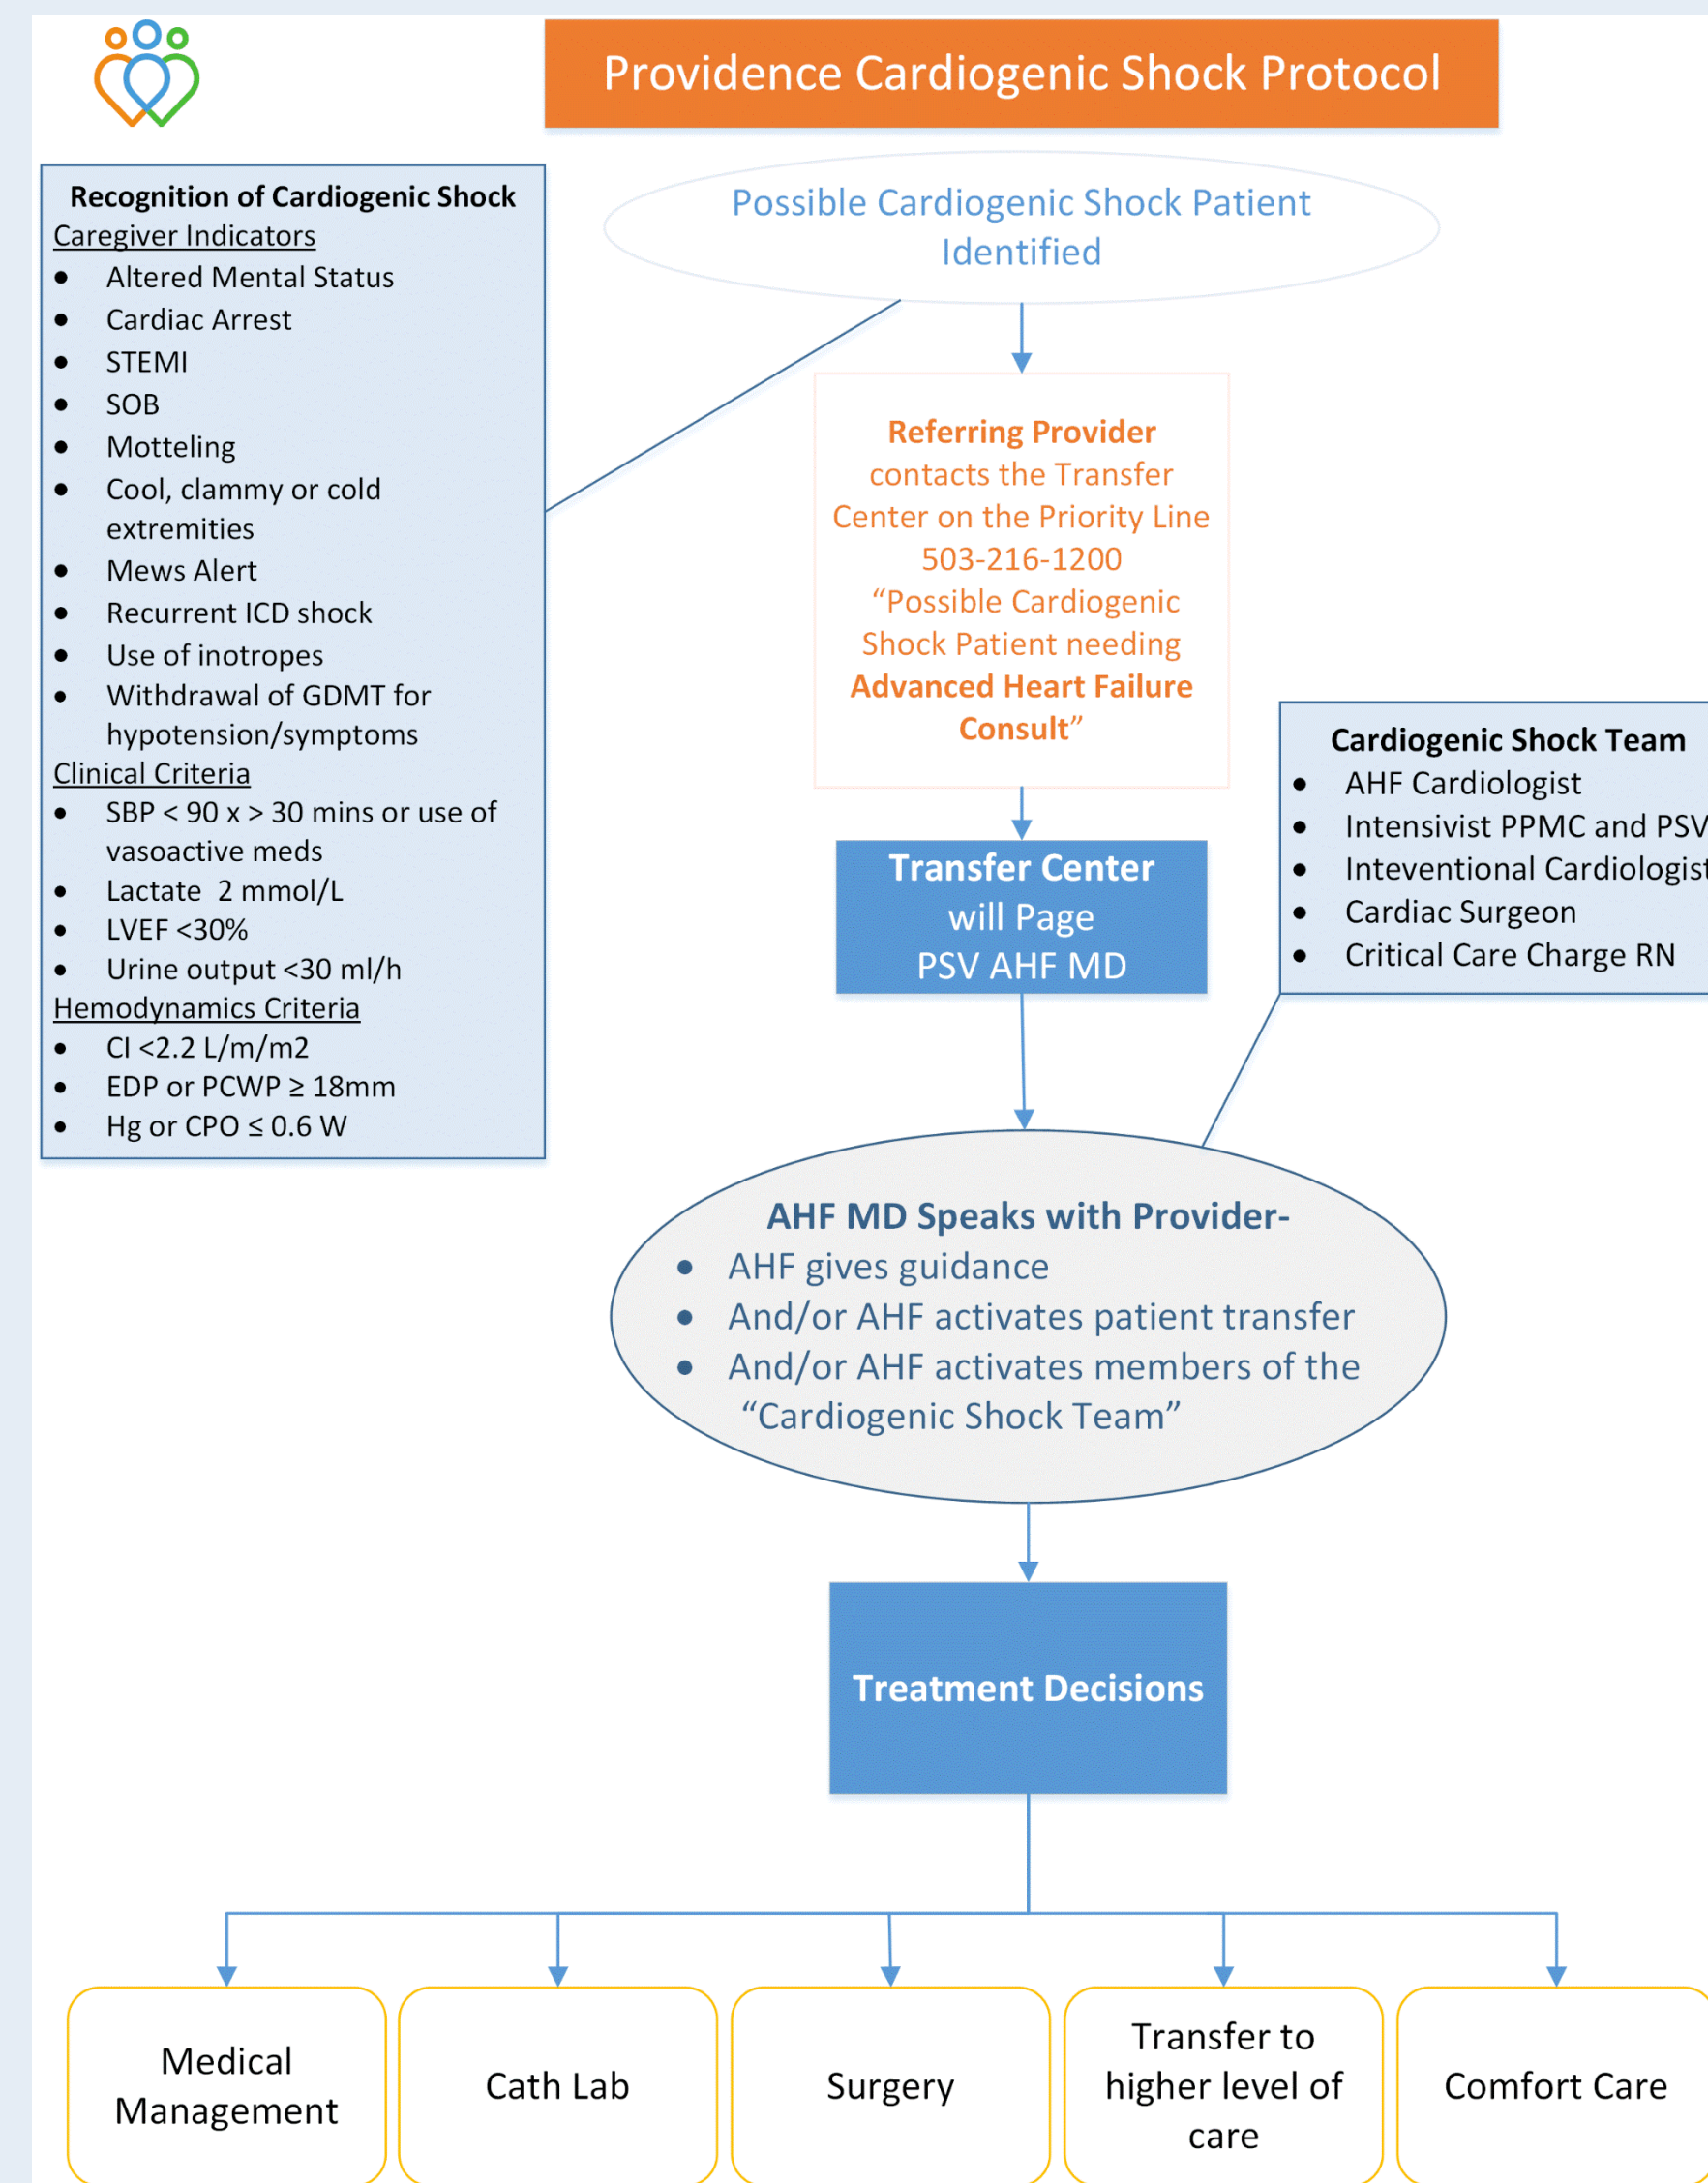 Providence Cardiogenic Shock Protocol
Recognition of Cardiogenic Shock
Caregiver Indicators
• Altered Mental Status
• Cardiac Arrest
• STEMI
• SOB
• Motteling
• Cool, clammy or cold
extremities
• Mews Alert
• Recurrent ICD shock
• Use of inotropes
• Withdrawal of GDMT for
hypotension/symptoms
Clinical Criteria
• SBP < 90 x > 30 mins or use of
vasoactive meds
• Lactate  2 mmol/L
• LVEF <30%
• Urine output <30 ml/h
Hemodynamics Criteria
• CI <2.2 L/m/m2
• EDP or PCWP ≥ 18mm
• Hg or CPO ≤ 0.6 W
Possible Cardiogenic Shock Patient
Identified
Referring Provider
contacts the Transfer
Center on the Priority Line
503-216-1200
“Possible Cardiogenic
Shock Patient needing
Advanced Heart Failure
Consult”
Transfer Center
will Page
PSV AHF MD
Cardiogenic Shock Team
• AHF Cardiologist
• Intensivist PPMC and PSV
• Inteventional Cardiologist
• Cardiac Surgeon
• Critical Care Charge RN
AHF MD Speaks with Provider-
• AHF gives guidance
• And/or AHF activates patient transfer
• And/or AHF activates members of the
“Cardiogenic Shock Team”
Treatment Decisions
Medical
Management
Cath Lab
Surgery
Transfer to
higher level of
care
Comfort Care